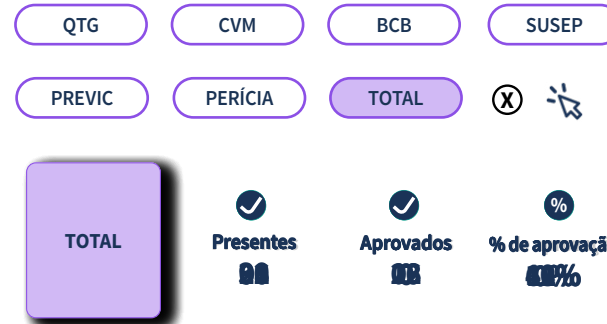 QTG CVM BCB SUSEP
PREVIC PERÍCIA TOTAL X
TOTAL
Presentes Aprovados % de aprovaçã